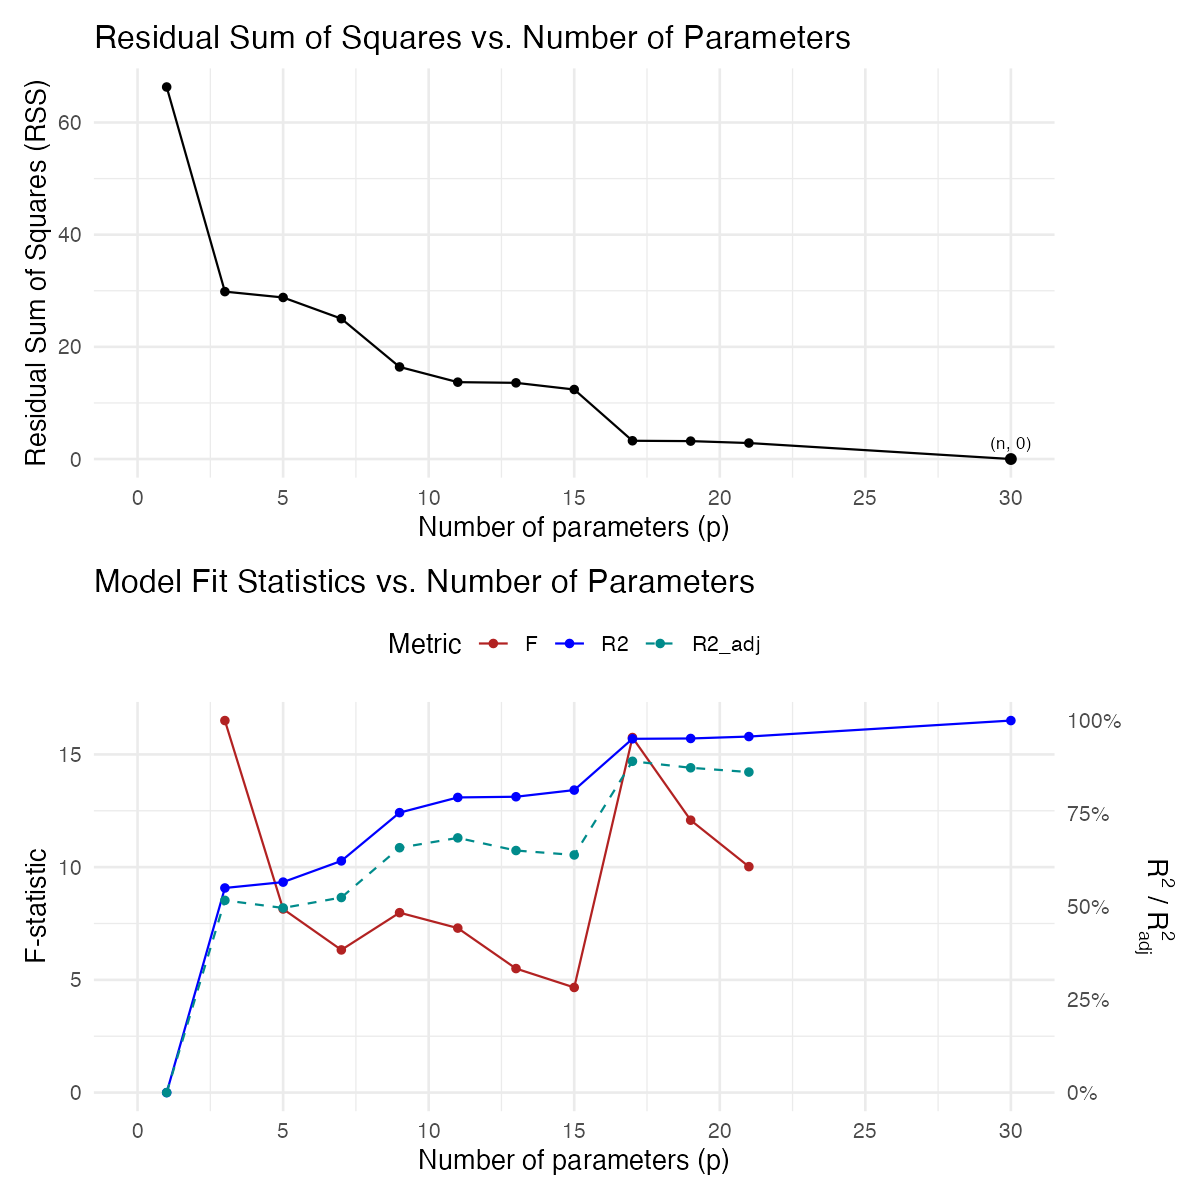 Residual Sum of Squares vs. Number of Parameters
Residual Sum of Squares (RSS)
60
40
20
0
(n, 0)
0 5 10 15 20 25 30
Number of parameters (p)
Model Fit Statistics vs. Number of Parameters
Metric F R2 R2_adj
F-statistic
15
10
5
0
100%
75%
50%
25%
0%
R² / R²adj
0 5 10 15 20 25 30
Number of parameters (p)